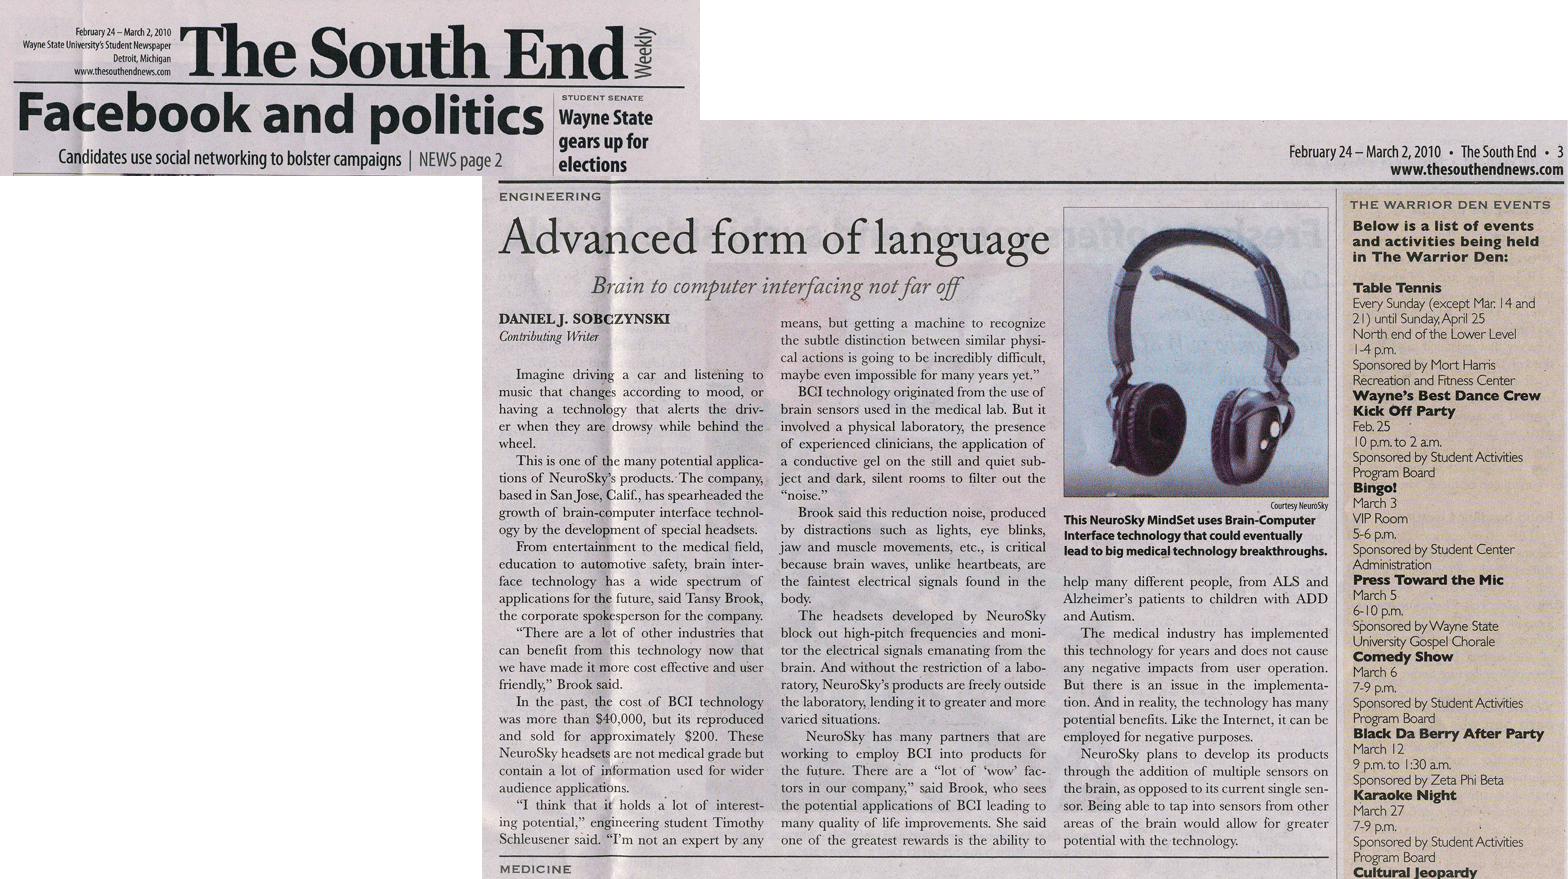 February 24 – March 2, 2010
Wayne State University's Student Newspaper
Detroit, Michigan
www.thesouthendnews.com
The South End
Weekly
Facebook and politics
Candidates use social networking to bolster campaigns | NEWS page 2
STUDENT SENATE
Wayne State
gears up for
elections
February 24 – March 2, 2010 • The South End • 3
www.thesouthendnews.com
ENGINEERING
Advanced form of language
Brain to computer interfacing not far off
DANIEL J. SOBCZYNSKI
Contributing Writer
Imagine driving a car and listening to
music that changes according to mood, or
having a technology that alerts the driv-
er when they are drowsy while behind the
wheel.
This is one of the many potential applica-
tions of NeuroSky's products. The company,
based in San Jose, Calif., has spearheaded the
growth of brain-computer interface technol-
ogy by the development of special headsets.
From entertainment to the medical field,
education to automotive safety, brain inter-
face technology has a wide spectrum of
applications for the future, said Tansy Brook,
the corporate spokesperson for the company.
"There are a lot of other industries that
can benefit from this technology now that
we have made it more cost effective and user
friendly," Brook said.
In the past, the cost of BCI technology
was more than $40,000, but its reproduced
and sold for approximately $200. These
NeuroSky headsets are not medical grade but
contain a lot of information used for wider
audience applications.
"I think that it holds a lot of interest-
ing potential," engineering student Timothy
Schleusener said. "I'm not an expert by any
means, but getting a machine to recognize
the subtle distinction between similar physi-
cal actions is going to be incredibly difficult,
maybe even impossible for many years yet."
BCI technology originated from the use of
brain sensors used in the medical lab. But it
involved a physical laboratory, the presence
of experienced clinicians, the application of
a conductive gel on the still and quiet sub-
ject and dark, silent rooms to filter out the
"noise."
Brook said this reduction noise, produced
by distractions such as lights, eye blinks,
jaw and muscle movements, etc., is critical
because brain waves, unlike heartbeats, are
the faintest electrical signals found in the
body.
The headsets developed by NeuroSky
block out high-pitch frequencies and moni-
tor the electrical signals emanating from the
brain. And without the restriction of a labo-
ratory, NeuroSky's products are freely outside
the laboratory, lending it to greater and more
varied situations.
NeuroSky has many partners that are
working to employ BCI into products for
the future. There are a "lot of 'wow' fac-
tors in our company," said Brook, who sees
the potential applications of BCI leading to
many quality of life improvements. She said
one of the greatest rewards is the ability to
Courtesy NeuroSky
This NeuroSky MindSet uses Brain-Computer
Interface technology that could eventually
lead to big medical technology breakthroughs.
help many different people, from ALS and
Alzheimer's patients to children with ADD
and Autism.
The medical industry has implemented
this technology for years and does not cause
any negative impacts from user operation.
But there is an issue in the implementa-
tion. And in reality, the technology has many
potential benefits. Like the Internet, it can be
employed for negative purposes.
NeuroSky plans to develop its products
through the addition of multiple sensors on
the brain, as opposed to its current single sen-
sor. Being able to tap into sensors from other
areas of the brain would allow for greater
potential with the technology.
MEDICINE
THE WARRIOR DEN EVENTS
Below is a list of events
and activities being held
in The Warrior Den:
Table Tennis
Every Sunday (except Mar. 14 and
21) until Sunday, April 25
North end of the Lower Level
1-4 p.m.
Sponsored by Mort Harris
Recreation and Fitness Center
Wayne's Best Dance Crew
Kick Off Party
Feb. 25
10 p.m. to 2 a.m.
Sponsored by Student Activities
Program Board
Bingo!
March 3
VIP Room
5-6 p.m.
Sponsored by Student Center
Administration
Press Toward the Mic
March 5
6-10 p.m.
Sponsored by Wayne State
University Gospel Chorale
Comedy Show
March 6
7-9 p.m.
Sponsored by Student Activities
Program Board
Black Da Berry After Party
March 12
9 p.m. to 1:30 a.m.
Sponsored by Zeta Phi Beta
Karaoke Night
March 27
7-9 p.m.
Sponsored by Student Activities
Program Board
Cultural Jeopardy